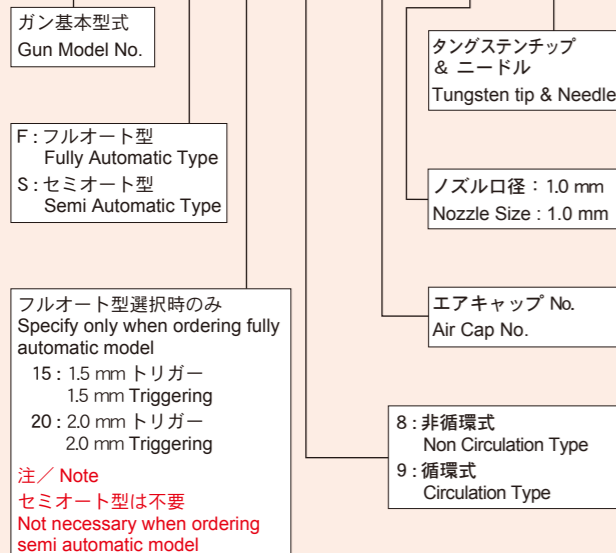 ガン基本型式
Gun Model No.
F : フルオート型
Fully Automatic Type
S : セミオート型
Semi Automatic Type
フルオート型選択時のみ
Specify only when ordering fully
automatic model
15 : 1.5 mm トリガー
1.5 mm Triggering
20 : 2.0 mm トリガー
2.0 mm Triggering
注／ Note
セミオート型は不要
Not necessary when ordering
semi automatic model
タングステンチップ
& ニードル
Tungsten tip & Needle
ノズル口径：1.0 mm
Nozzle Size : 1.0 mm
エアキャップ No.
Air Cap No.
8 : 非循環式
Non Circulation Type
9 : 循環式
Circulation Type